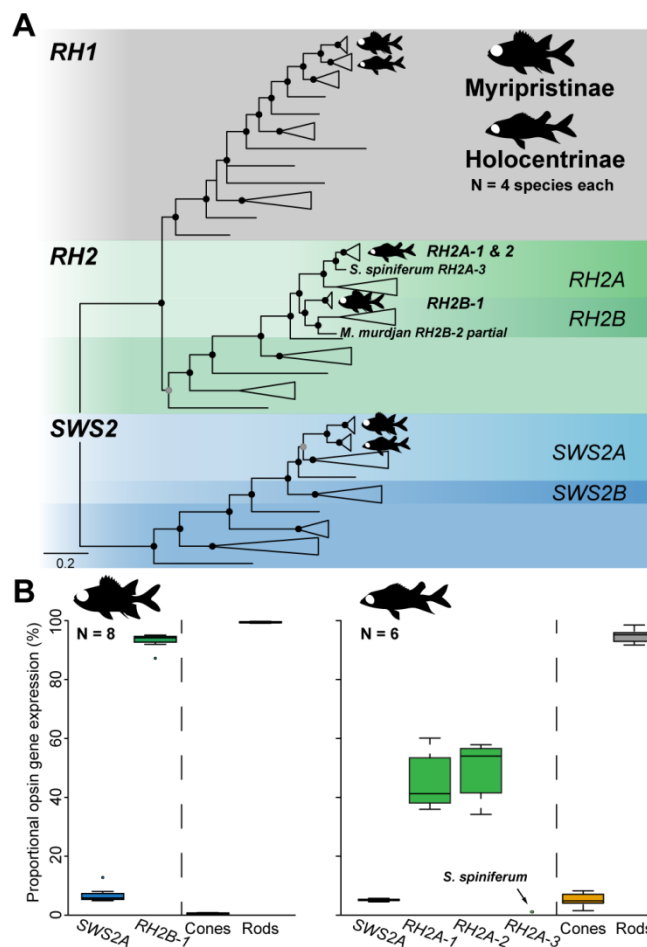 A
RH1
Myripristinae
Holocentrinae
N = 4 species each
RH2
RH2A-1 & 2
S. spiniferum RH2A-3
RH2A
RH2B-1
RH2B
M. murdjan RH2B-2 partial
SWS2
SWS2A
SWS2B
0.2
B
Proportional opsin gene expression (%)
100
80
60
40
20
0
N = 8
SWS2A
RH2B-1
Cones
Rods
N = 6
S. spiniferum
SWS2A
RH2A-1
RH2A-2
RH2A-3
Cones
Rods